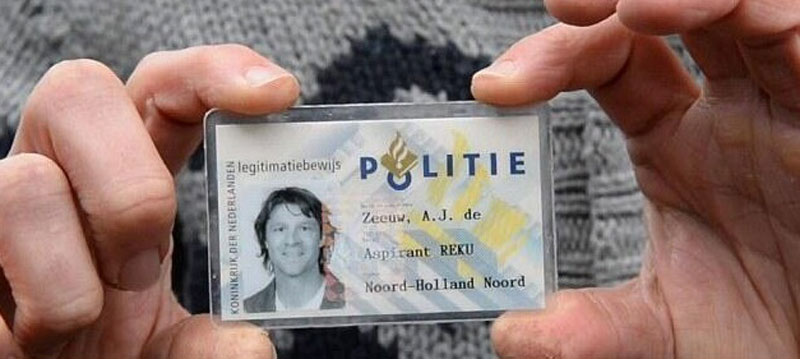 KONINKRIJK DER NEDERLANDEN
legitimatiebewijs
POLITIE
Zeeuw, A.J. de
Aspirant REKU
Noord-Holland Noord